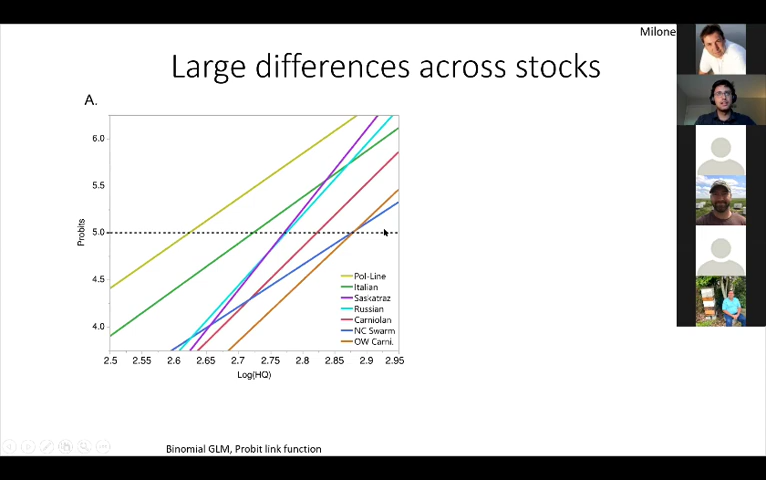 Milone
Large differences across stocks
A.
6.0
5.5
5.0
4.5
4.0
Probits
Pol-Line
Italian
Saskatraz
Russian
Carniolan
NC Swarm
OW Carni.
2.5 2.55 2.6 2.65 2.7 2.75 2.8 2.85 2.9 2.95
Log(HQ)
Binomial GLM, Probit link function